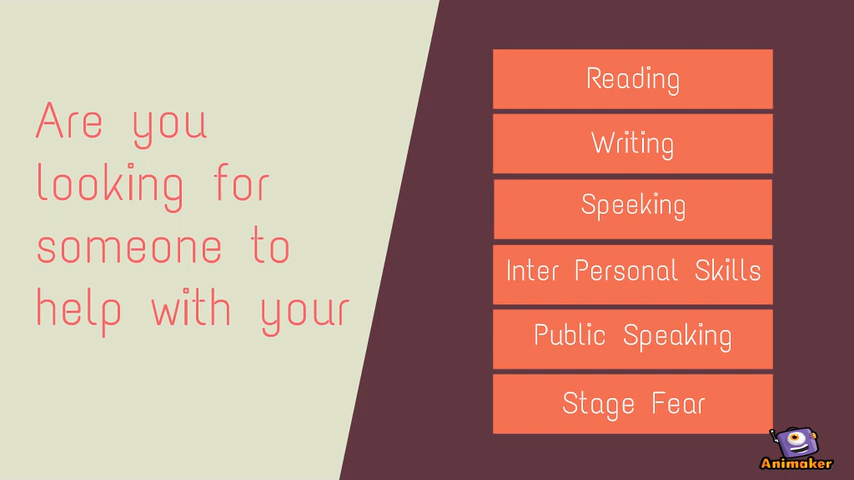 Are you
looking for
someone to
help with your
Reading
Writing
Speeking
Inter Personal Skills
Public Speaking
Stage Fear
Animaker